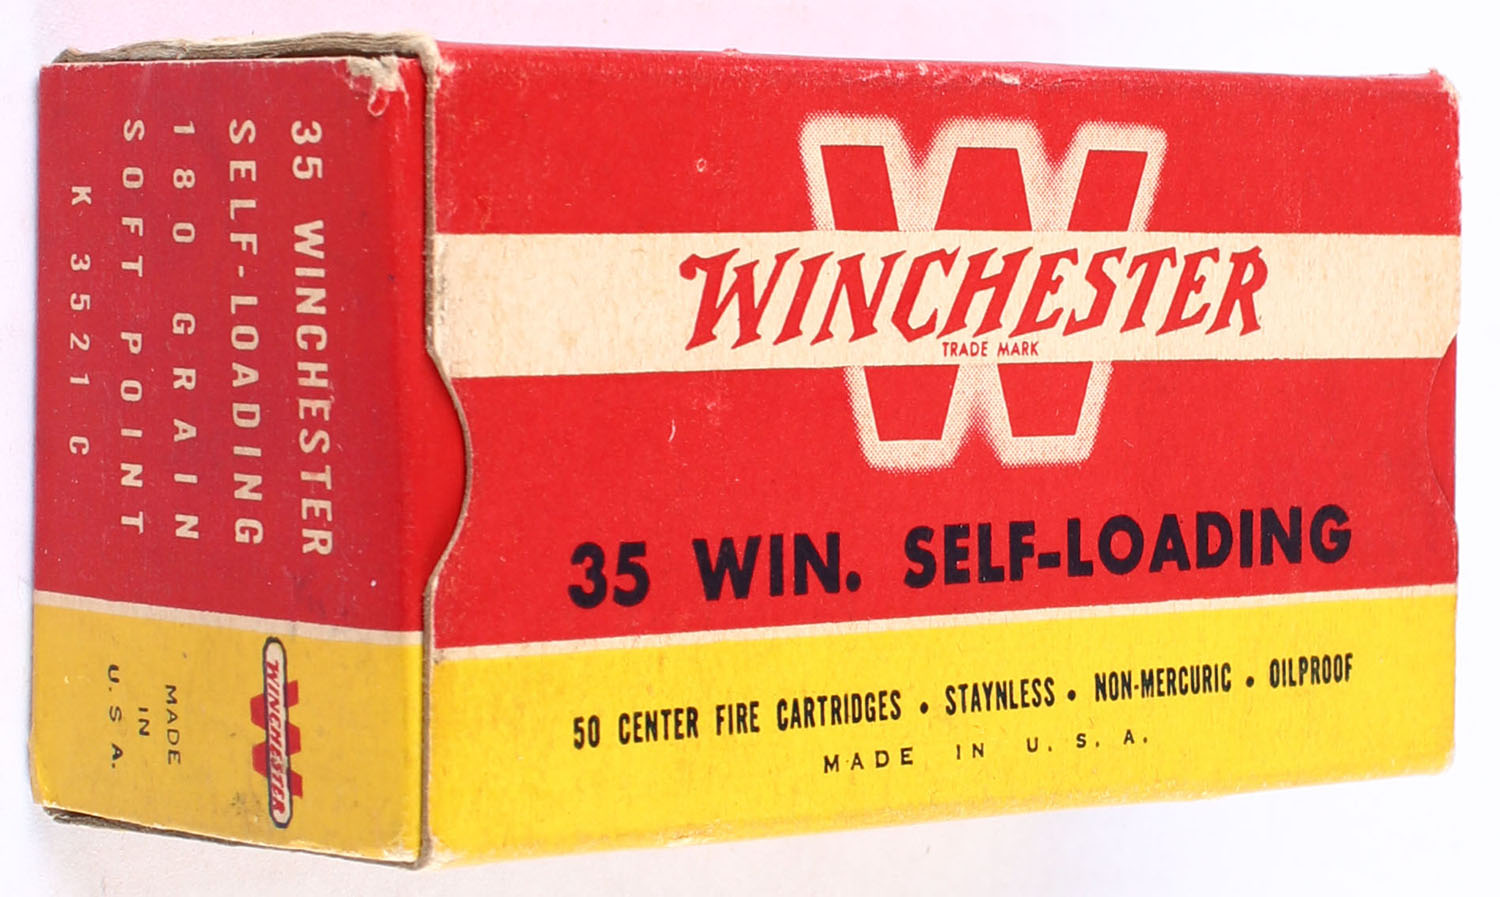 W
WINCHESTER
TRADE MARK
35 WIN. SELF-LOADING
50 CENTER FIRE CARTRIDGES • STAYNLESS • NON-MERCURIC • OILPROOF
MADE IN U. S. A.
35 WINCHESTER
SELF-LOADING
180 GRAIN
SOFT POINT
K 3521 C
W
WINCHESTER
MADE
IN
U. S A.